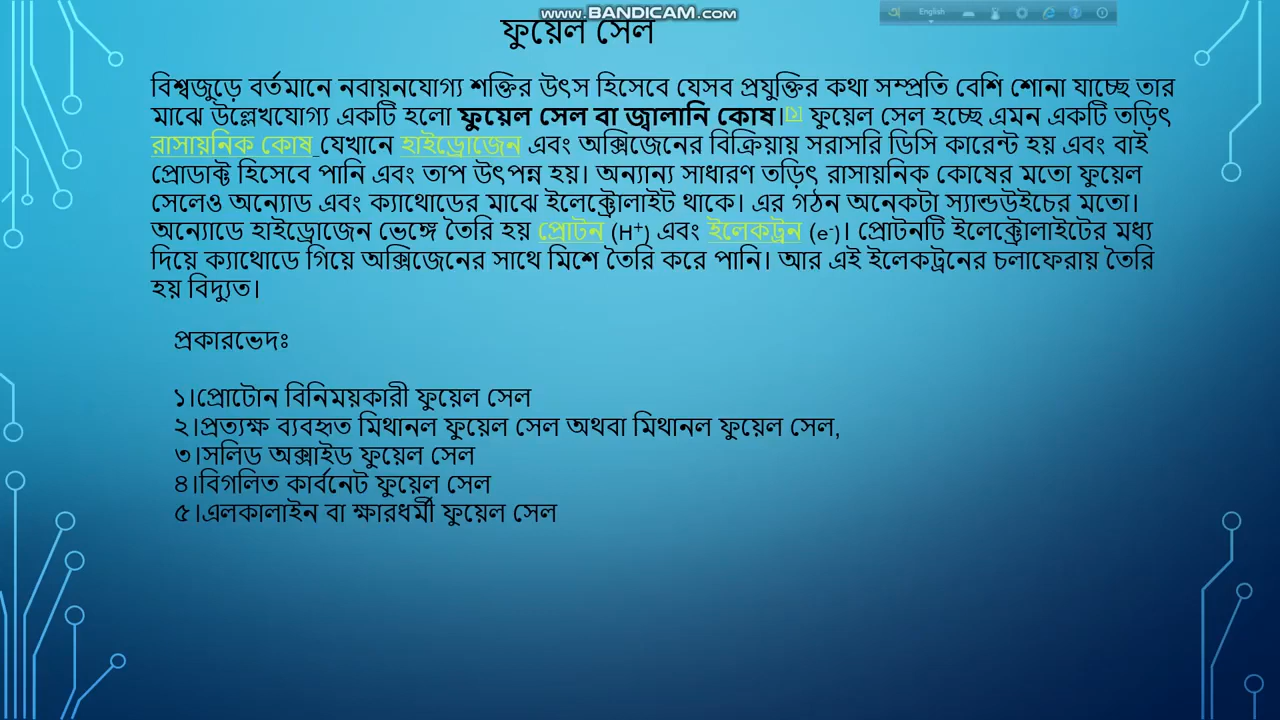 www.BANDICAM.com
English
ফুয়েল সেল
বিশ্বজুড়ে বর্তমানে নবায়নযোগ্য শক্তির উৎস হিসেবে যেসব প্রযুক্তির কথা সম্প্রতি বেশি শোনা যাচ্ছে তার
মাঝে উল্লেখযোগ্য একটি হলো ফুয়েল সেল বা জ্বালানি কোষ।[১] ফুয়েল সেল হচ্ছে এমন একটি তড়িৎ
রাসায়নিক কোষ যেখানে হাইড্রোজেন এবং অক্সিজেনের বিক্রিয়ায় সরাসরি ডিসি কারেন্ট হয় এবং বাই
প্রোডাক্ট হিসেবে পানি এবং তাপ উৎপন্ন হয়। অন্যান্য সাধারণ তড়িৎ রাসায়নিক কোষের মতো ফুয়েল
সেলেও অন্যোড এবং ক্যাথোডের মাঝে ইলেক্ট্রোলাইট থাকে। এর গঠন অনেকটা স্যান্ডউইচের মতো।
অন্যোডে হাইড্রোজেন ভেঙ্গে তৈরি হয় প্রোটন (H⁺) এবং ইলেকট্রন (e⁻)। প্রোটনটি ইলেক্ট্রোলাইটের মধ্য
দিয়ে ক্যাথোডে গিয়ে অক্সিজেনের সাথে মিশে তৈরি করে পানি। আর এই ইলেকট্রনের চলাফেরায় তৈরি
হয় বিদ্যুত।
প্রকারভেদঃ
১।প্রোটোন বিনিময়কারী ফুয়েল সেল
২।প্রত্যক্ষ ব্যবহৃত মিথানল ফুয়েল সেল অথবা মিথানল ফুয়েল সেল,
৩।সলিড অক্সাইড ফুয়েল সেল
৪।বিগলিত কার্বনেট ফুয়েল সেল
৫।এলকালাইন বা ক্ষারধর্মী ফুয়েল সেল